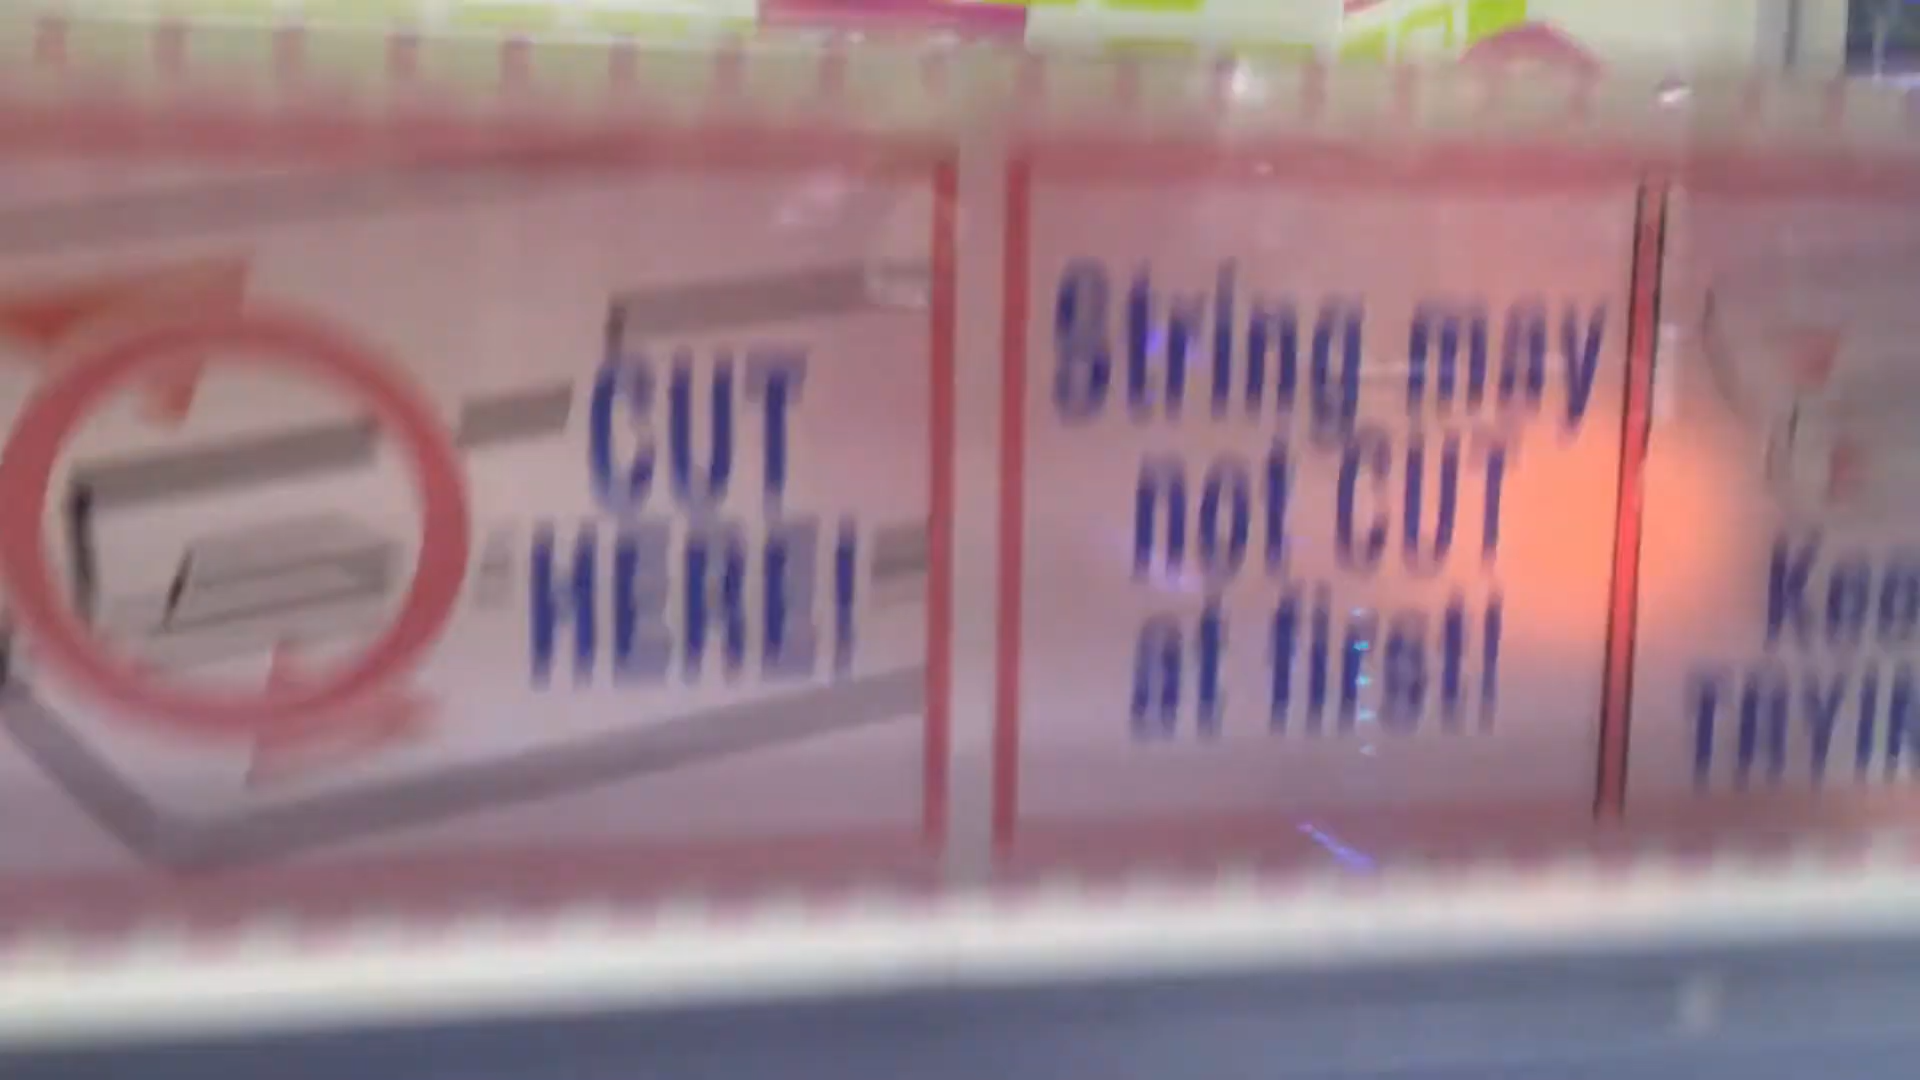 CUT
HERE!
String may
not CUT
at first!